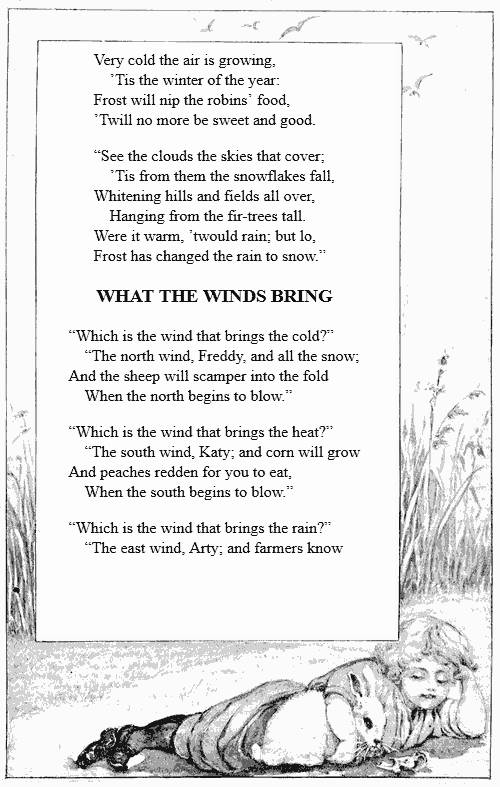 Very cold the air is growing,
’Tis the winter of the year:
Frost will nip the robins’ food,
’Twill no more be sweet and good.
“See the clouds the skies that cover;
’Tis from them the snowflakes fall,
Whitening hills and fields all over,
Hanging from the fir-trees tall.
Were it warm, ’twould rain; but lo,
Frost has changed the rain to snow.”
WHAT THE WINDS BRING
“Which is the wind that brings the cold?”
“The north wind, Freddy, and all the snow;
And the sheep will scamper into the fold
When the north begins to blow.”
“Which is the wind that brings the heat?”
“The south wind, Katy; and corn will grow
And peaches redden for you to eat,
When the south begins to blow.”
“Which is the wind that brings the rain?”
“The east wind, Arty; and farmers know